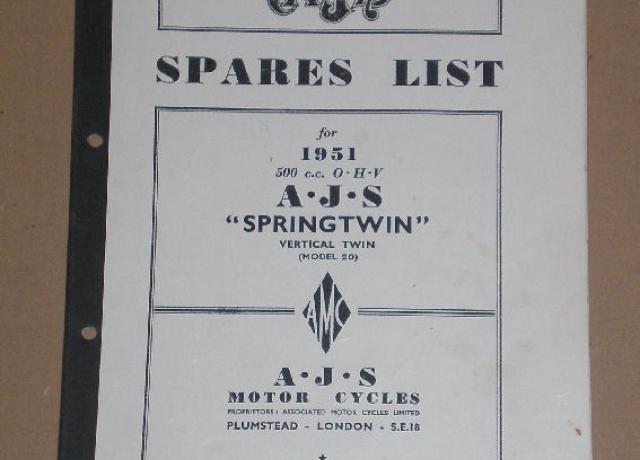 AJS
SPARES LIST
for
1951
500 c.c. O·H·V
A·J·S
"SPRINGTWIN"
VERTICAL TWIN
(MODEL 20)
AMC
A·J·S
MOTOR CYCLES
PROPRIETORS: ASSOCIATED MOTOR CYCLES LIMITED
PLUMSTEAD - LONDON - S.E.18